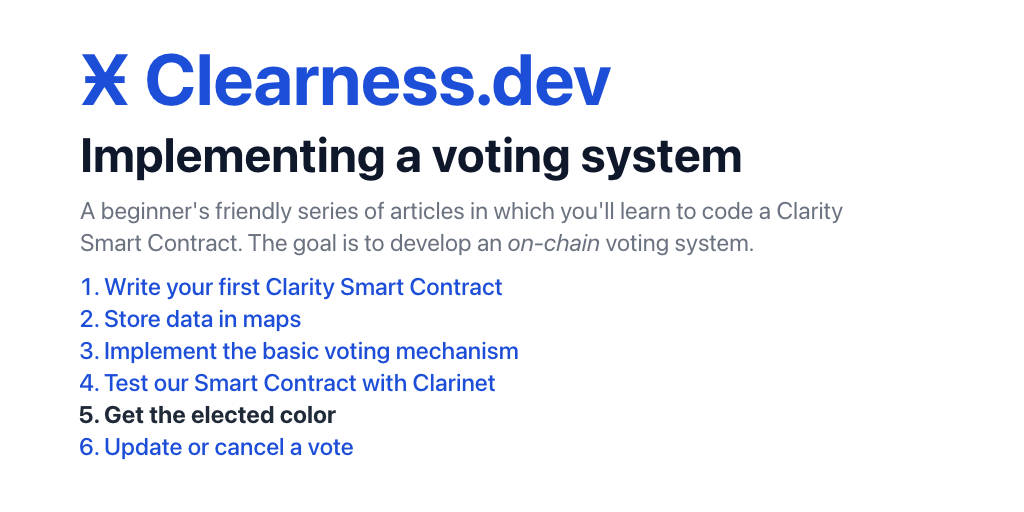 Clearness.dev
Implementing a voting system
A beginner's friendly series of articles in which you'll learn to code a Clarity
Smart Contract. The goal is to develop an on-chain voting system.
1. Write your first Clarity Smart Contract
2. Store data in maps
3. Implement the basic voting mechanism
4. Test our Smart Contract with Clarinet
5. Get the elected color
6. Update or cancel a vote